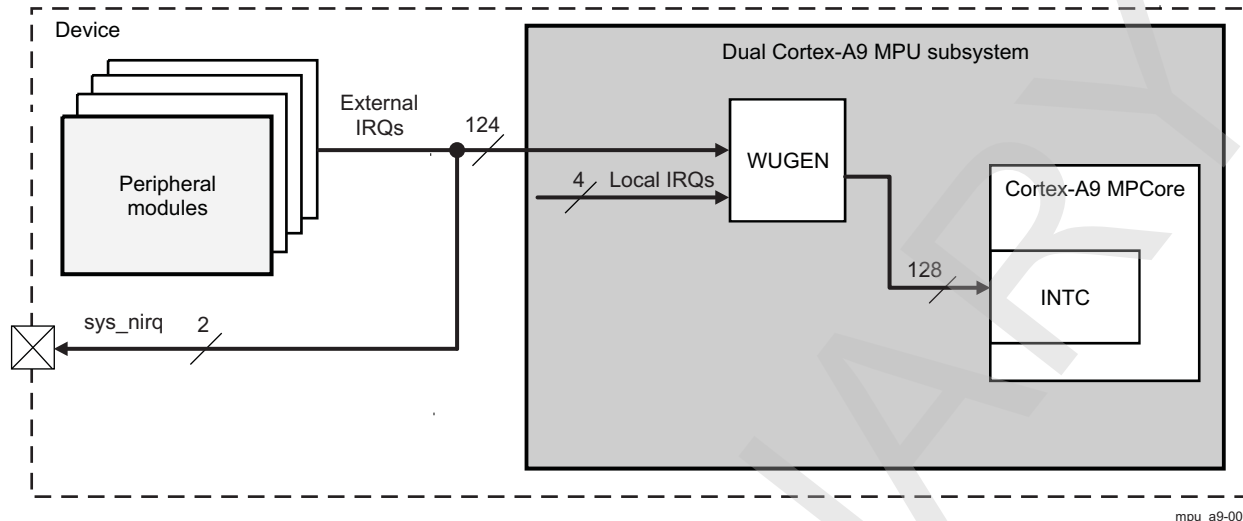 Device
Dual Cortex-A9 MPU subsystem
External
IRQs
124
WUGEN
4
Local IRQs
Peripheral
modules
Cortex-A9 MPCore
128
INTC
sys_nirq
2
mpu_a9-00